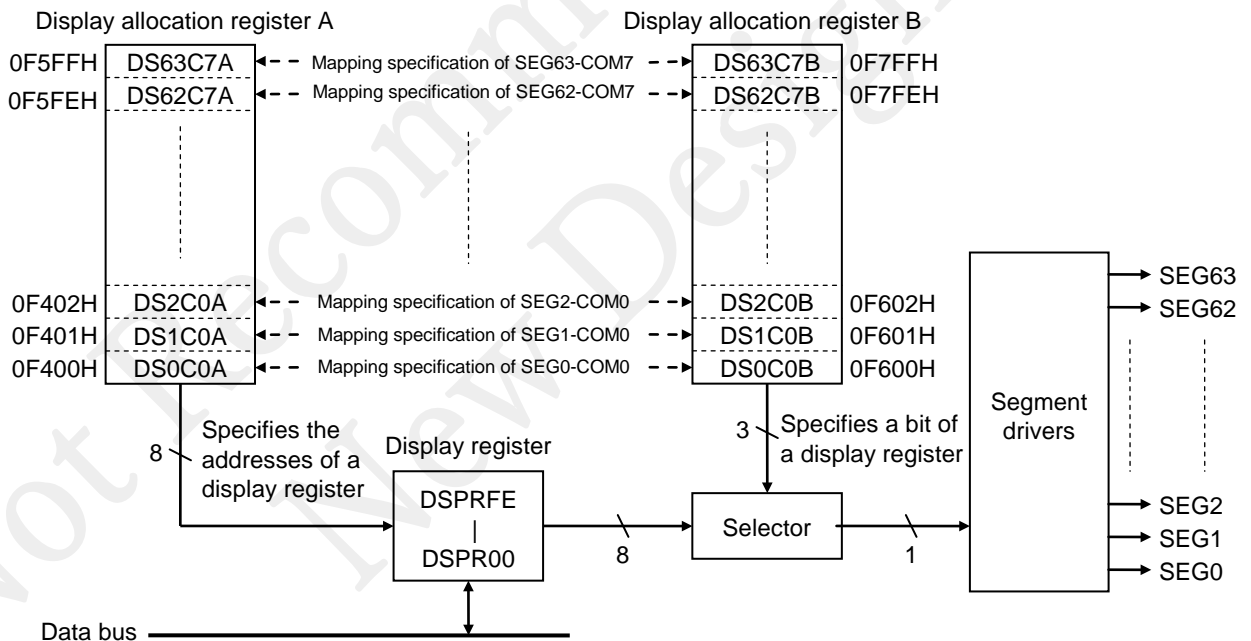 Display allocation register A
Display allocation register B
0F5FFH DS63C7A Mapping specification of SEG63-COM7 DS63C7B 0F7FFH
0F5FEH DS62C7A Mapping specification of SEG62-COM7 DS62C7B 0F7FEH
0F402H DS2C0A Mapping specification of SEG2-COM0 DS2C0B 0F602H
0F401H DS1C0A Mapping specification of SEG1-COM0 DS1C0B 0F601H
0F400H DS0C0A Mapping specification of SEG0-COM0 DS0C0B 0F600H
8
Specifies the
addresses of a
display register
Display register
DSPRFE
DSPR00
8
3
Specifies a bit of
a display register
Selector
1
Segment
drivers
SEG63
SEG62
SEG2
SEG1
SEG0
Data bus
Not Recomm
New Design